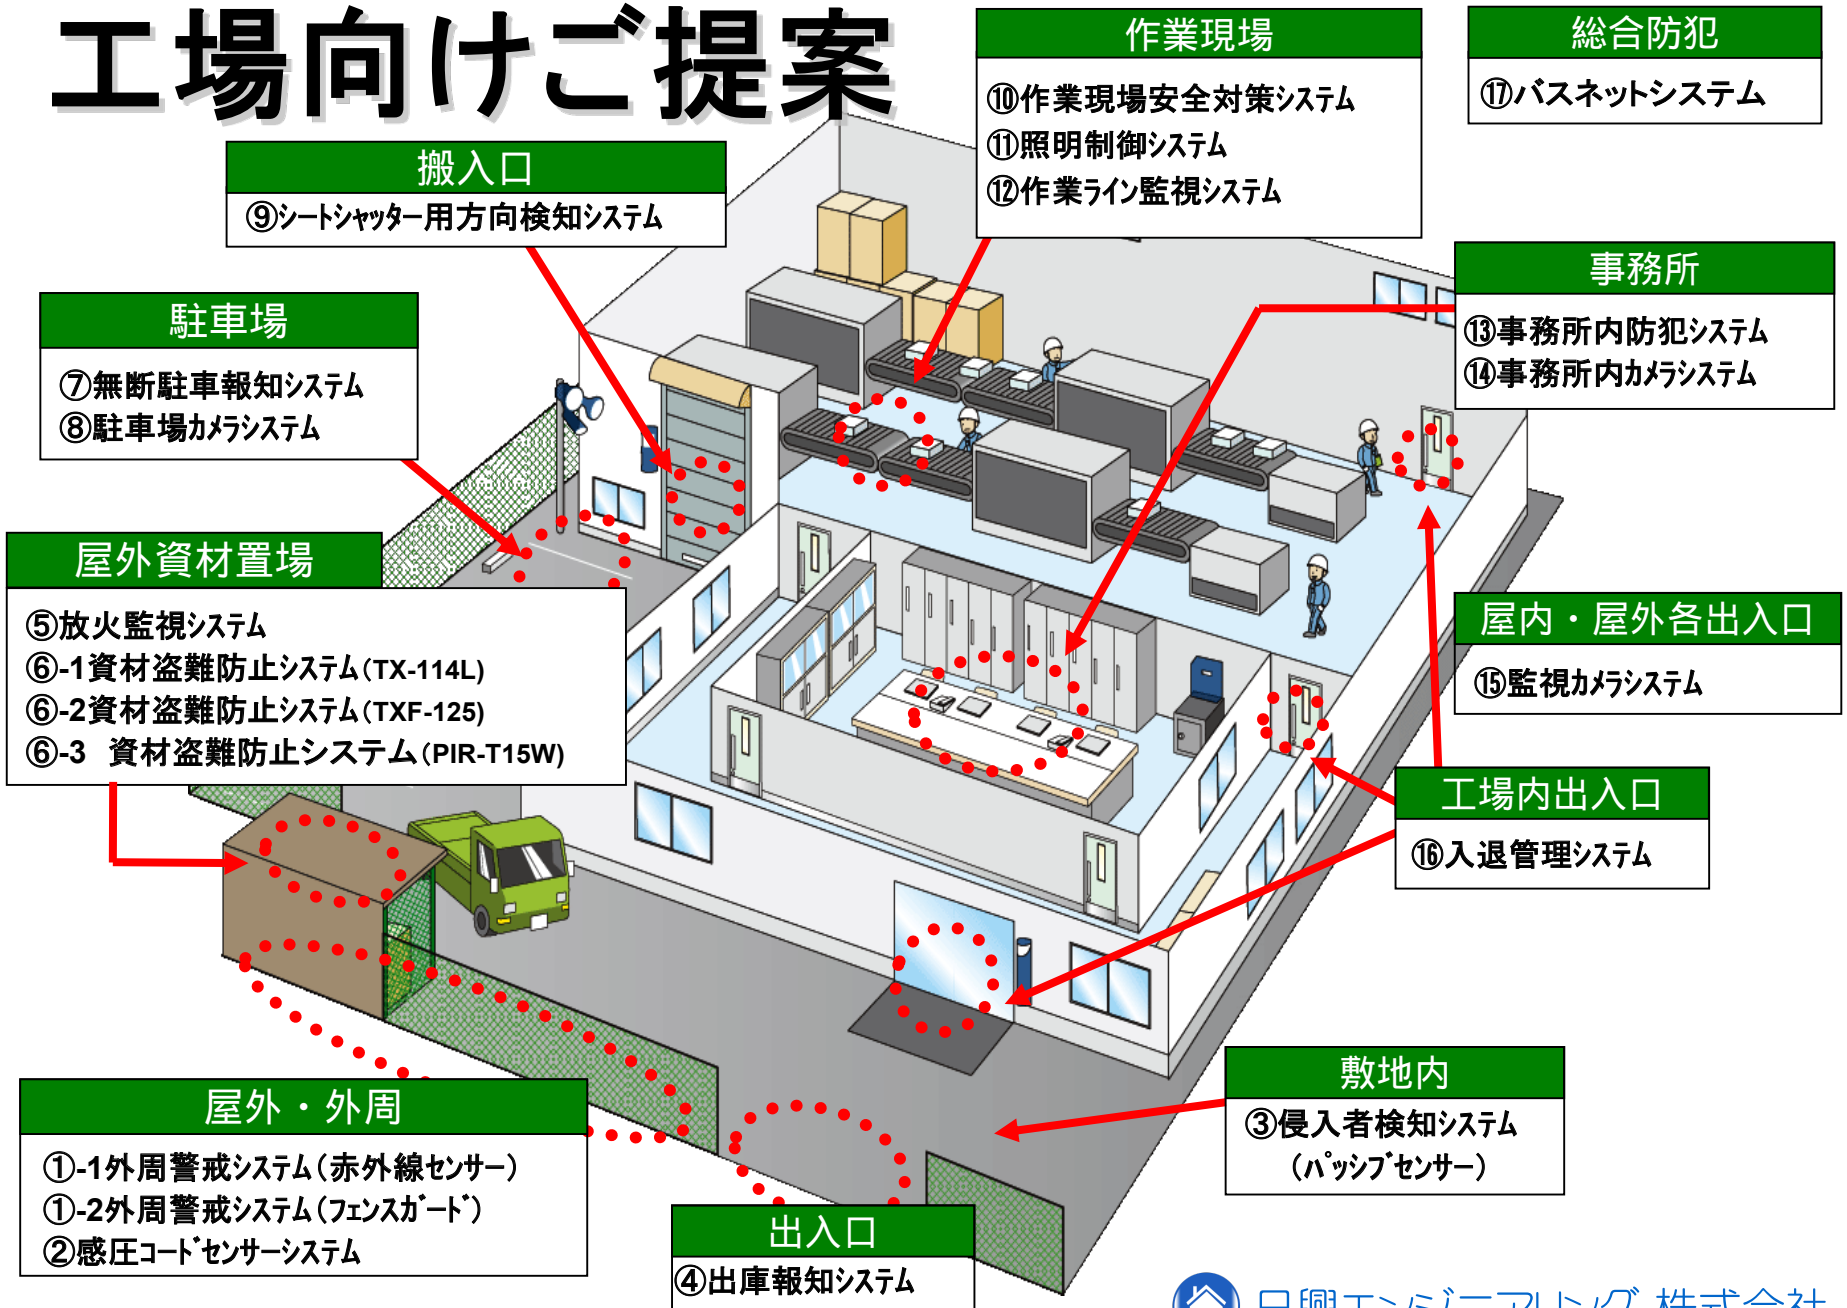 工場向けご提案
作業現場
⑩作業現場安全対策システム
⑪照明制御システム
⑫作業ライン監視システム
総合防犯
⑰バスネットシステム
搬入口
⑨シートシャッター用方向検知システム
事務所
⑬事務所内防犯システム
⑭事務所内カメラシステム
駐車場
⑦無断駐車報知システム
⑧駐車場カメラシステム
屋外資材置場
⑤放火監視システム
⑥-1資材盗難防止システム(TX-114L)
⑥-2資材盗難防止システム(TXF-125)
⑥-3 資材盗難防止システム(PIR-T15W)
屋内・屋外各出入口
⑮監視カメラシステム
工場内出入口
⑯入退管理システム
敷地内
③侵入者検知システム
(パッシブセンサー)
屋外・外周
①-1外周警戒システム(赤外線センサー)
①-2外周警戒システム(フェンスガード)
②感圧コードセンサーシステム
出入口
④出庫報知システム
日興エンジニアリング 株式会社